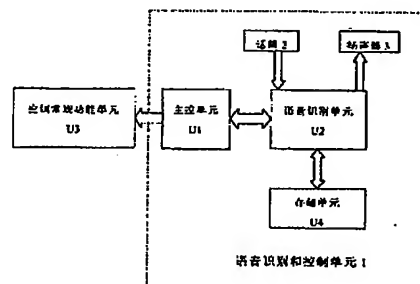 话筒 2
扬声器 3
空调常规功能单元
U3
主控单元
U1
语音识别单元
U2
存储单元
U4
语音识别和控制单元 1